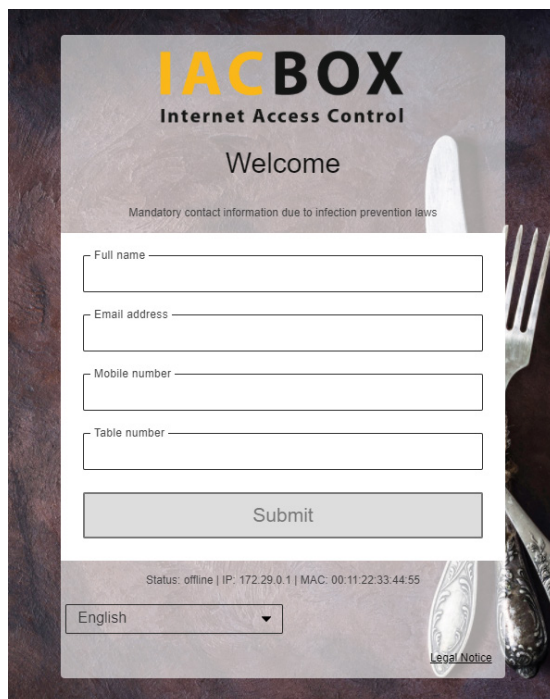 IACBOX
Internet Access Control
Welcome
Mandatory contact information due to infection prevention laws
Full name
Email address
Mobile number
Table number
Submit
Status: offline | IP: 172.29.0.1 | MAC: 00:11:22:33:44:55
English
Legal Notice